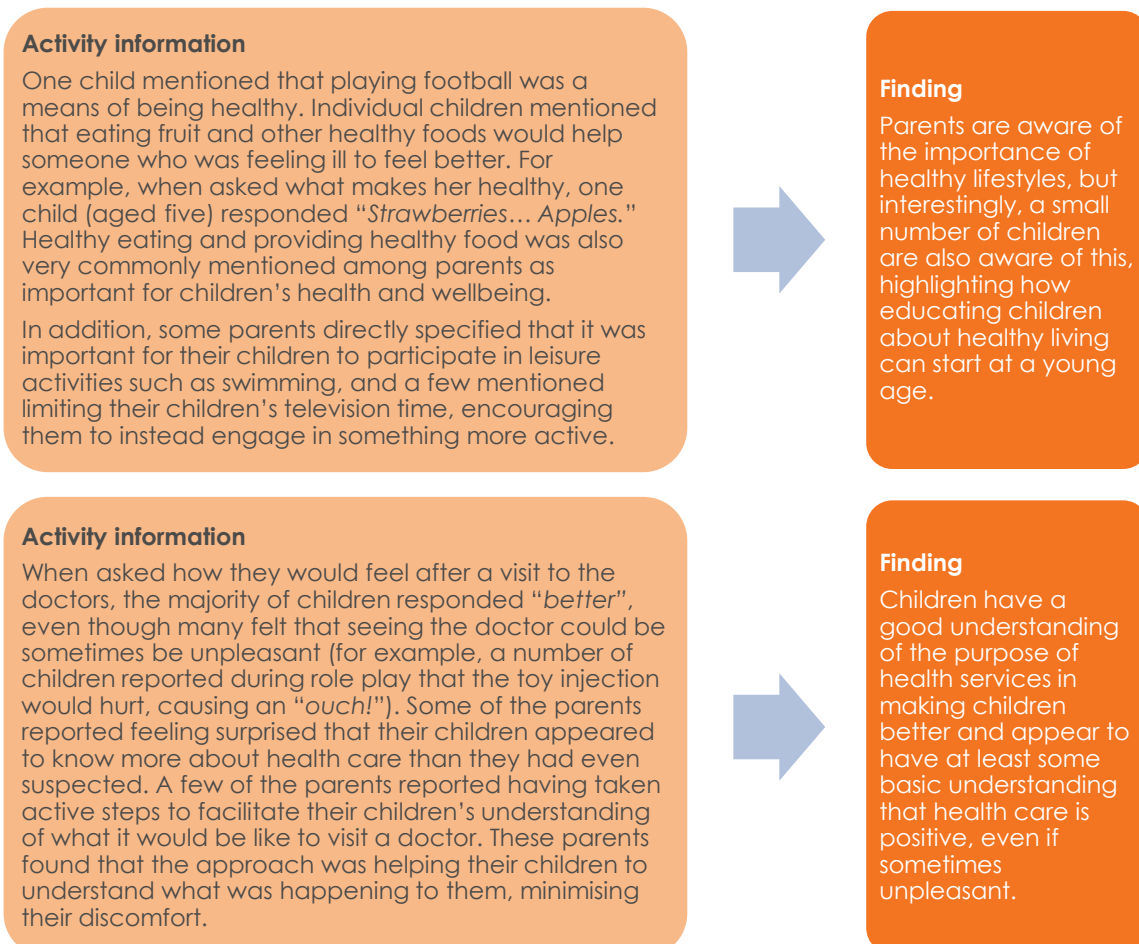 Activity information
One child mentioned that playing football was a
means of being healthy. Individual children mentioned
that eating fruit and other healthy foods would help
someone who was feeling ill to feel better. For
example, when asked what makes her healthy, one
child (aged five) responded “Strawberries… Apples.”
Healthy eating and providing healthy food was also
very commonly mentioned among parents as
important for children’s health and wellbeing.
In addition, some parents directly specified that it was
important for their children to participate in leisure
activities such as swimming, and a few mentioned
limiting their children’s television time, encouraging
them to instead engage in something more active.
Finding
Parents are aware of
the importance of
healthy lifestyles, but
interestingly, a small
number of children
are also aware of this,
highlighting how
educating children
about healthy living
can start at a young
age.
Activity information
When asked how they would feel after a visit to the
doctors, the majority of children responded “better”,
even though many felt that seeing the doctor could be
sometimes be unpleasant (for example, a number of
children reported during role play that the toy injection
would hurt, causing an “ouch!”). Some of the parents
reported feeling surprised that their children appeared
to know more about health care than they had even
suspected. A few of the parents reported having taken
active steps to facilitate their children’s understanding
of what it would be like to visit a doctor. These parents
found that the approach was helping their children to
understand what was happening to them, minimising
their discomfort.
Finding
Children have a
good understanding
of the purpose of
health services in
making children
better and appear to
have at least some
basic understanding
that health care is
positive, even if
sometimes
unpleasant.